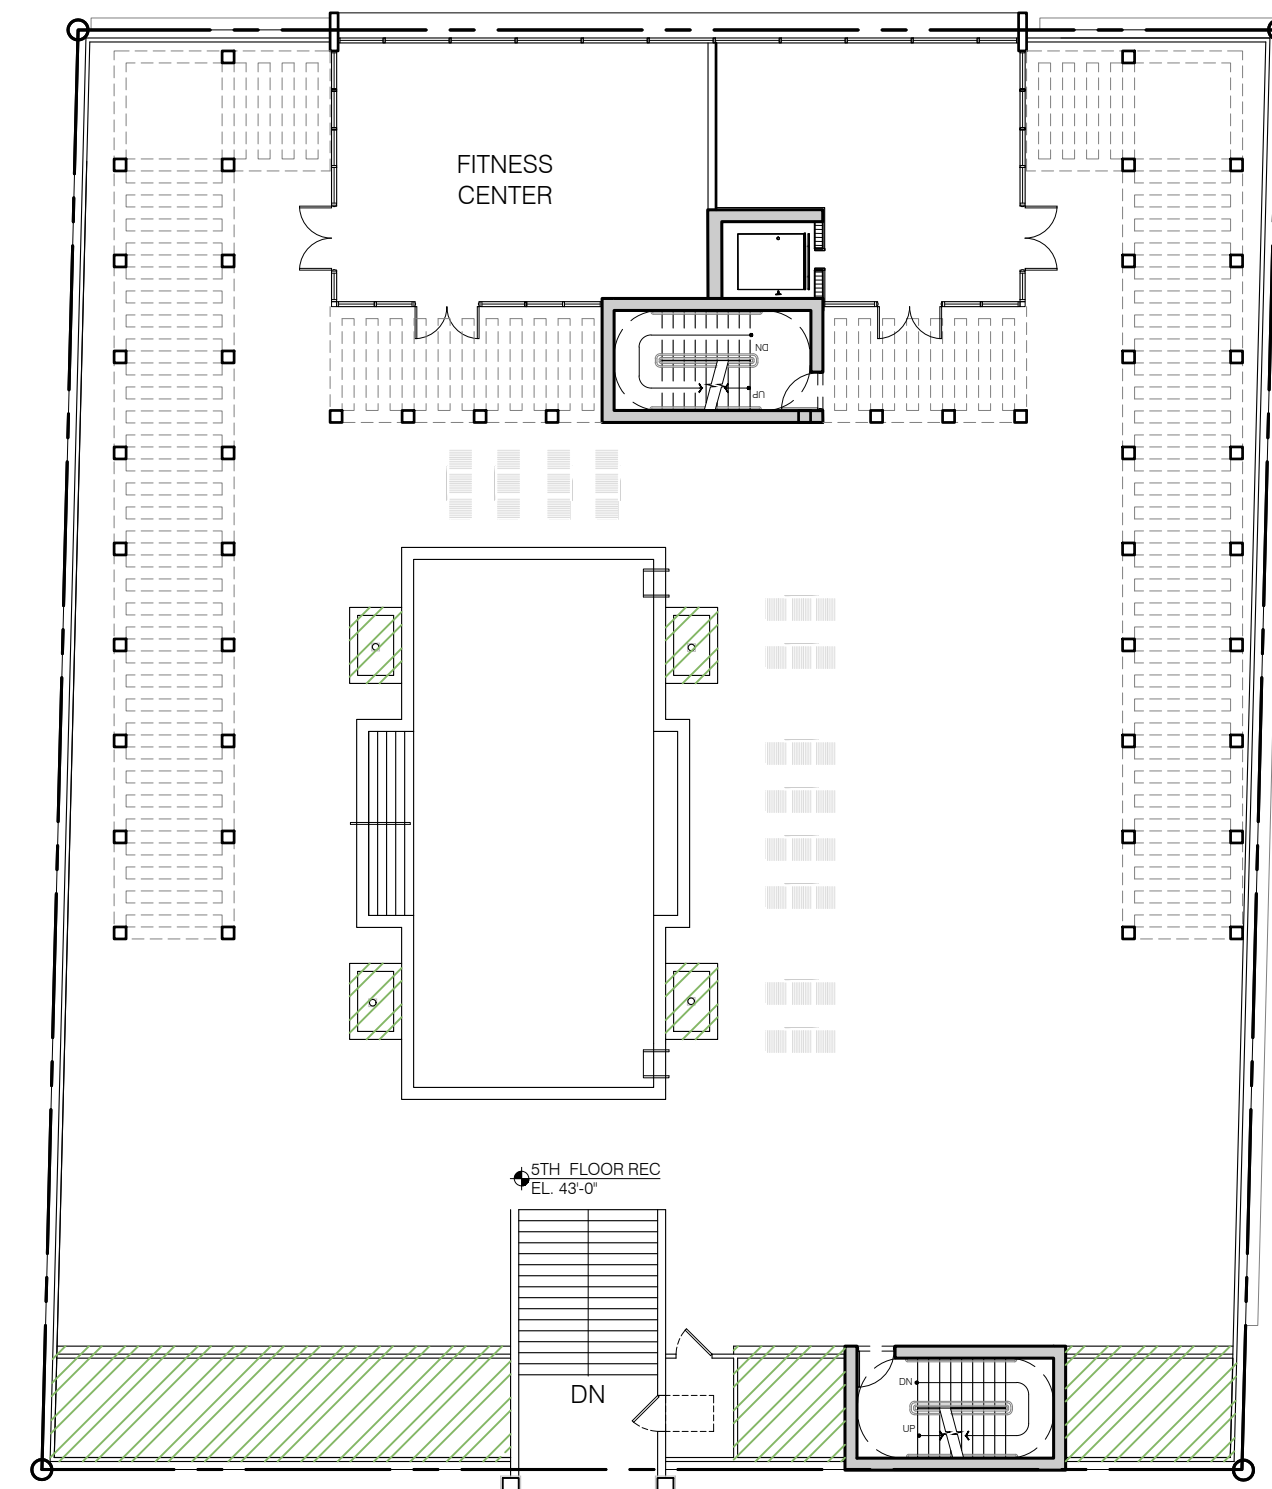 FITNESS
CENTER
DN
UP
5TH FLOOR REC
EL. 43'-0"
DN
DN
UP